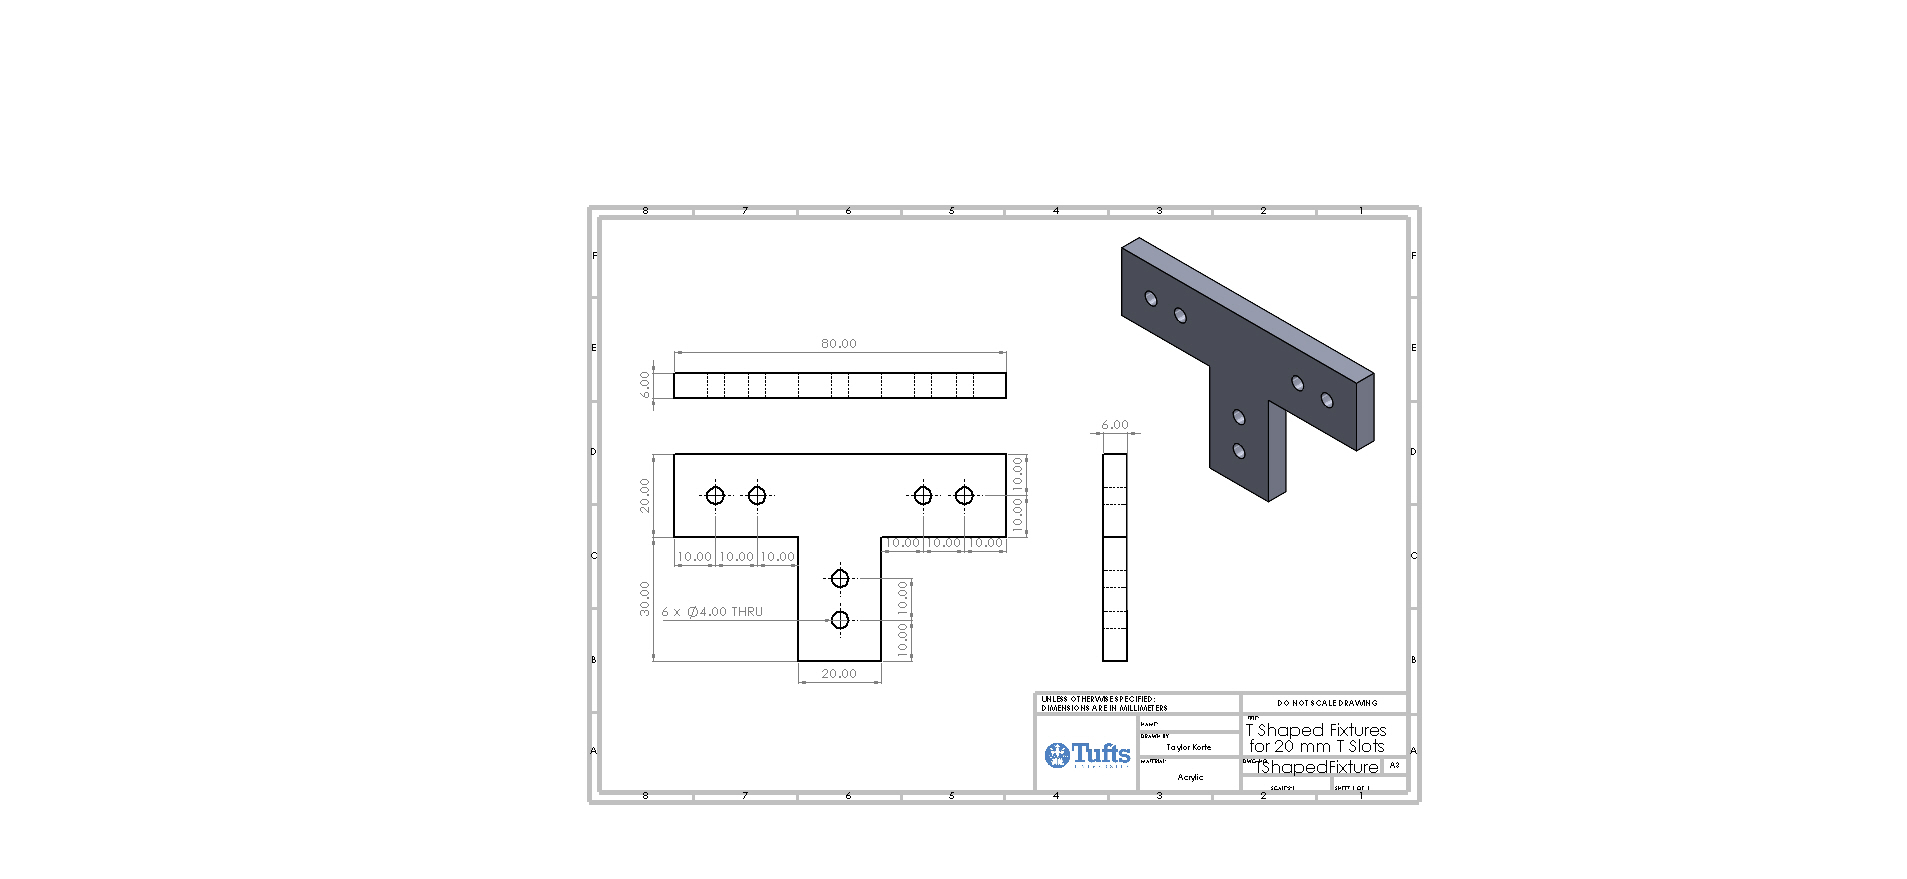 8 7 6 5 4 3 2 1
F F
E E
D D
C C
B B
A A
80.00
6.00
6.00
20.00
10.00
10.00
10.00 10.00 10.00
10.00 10.00 10.00
30.00
6 x Ø4.00 THRU
10.00
10.00
20.00
UNLESS OTHERWISE SPECIFIED:
DIMENSIONS ARE IN MILLIMETERS
DO NOT SCALE DRAWING
NAME
DRAWN BY
Taylor Korte
MATERIAL
Acrylic
Tufts
UNIVERSITY
TITLE:
T Shaped Fixtures
for 20 mm T Slots
DWG NO.
TShapedFixture
A3
SHEET 1 OF 1
8 7 6 5 4 3 2 1